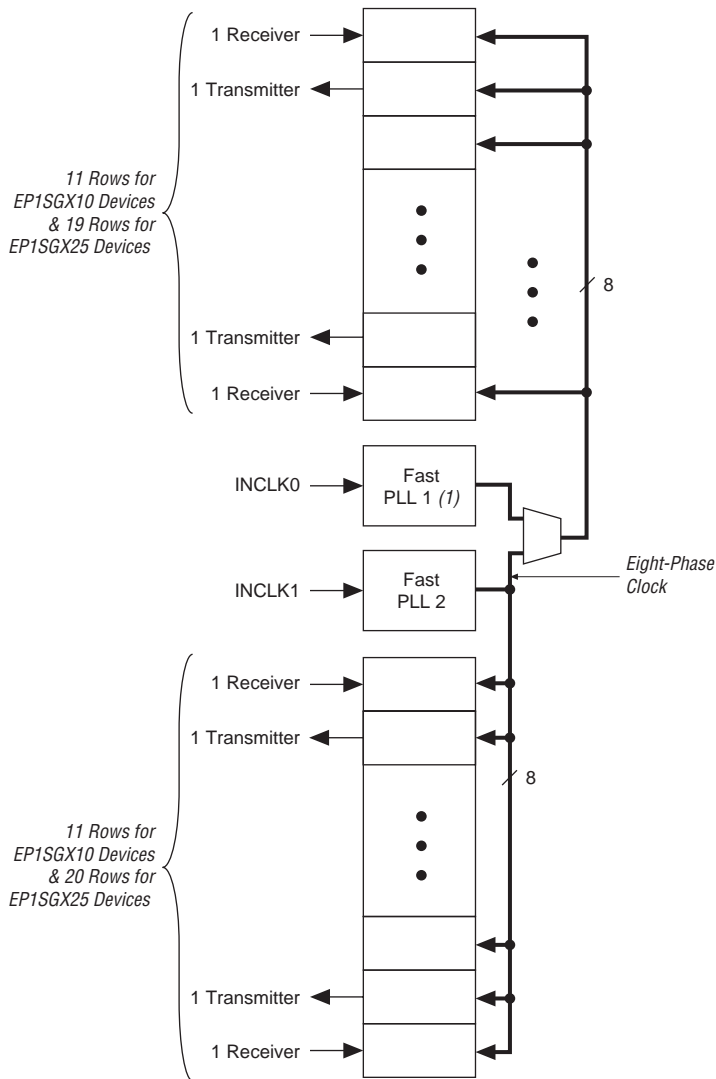 1 Receiver
1 Transmitter
11 Rows for
EP1SGX10 Devices
& 19 Rows for
EP1SGX25 Devices
8
1 Transmitter
1 Receiver
INCLK0
Fast
PLL 1 (1)
INCLK1
Fast
PLL 2
Eight-Phase
Clock
1 Receiver
1 Transmitter
8
11 Rows for
EP1SGX10 Devices
& 20 Rows for
EP1SGX25 Devices
1 Transmitter
1 Receiver